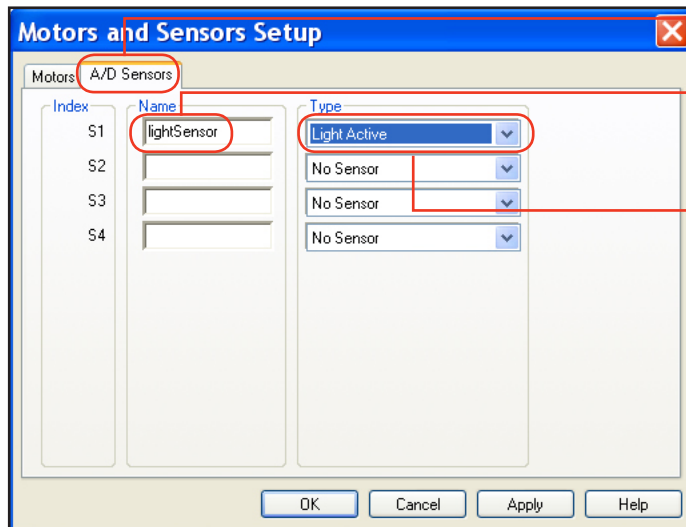 Motors and Sensors Setup
Motors A/D Sensors
Index Name Type
S1 lightSensor Light Active
S2 No Sensor
S3 No Sensor
S4 No Sensor
OK Cancel Apply Help